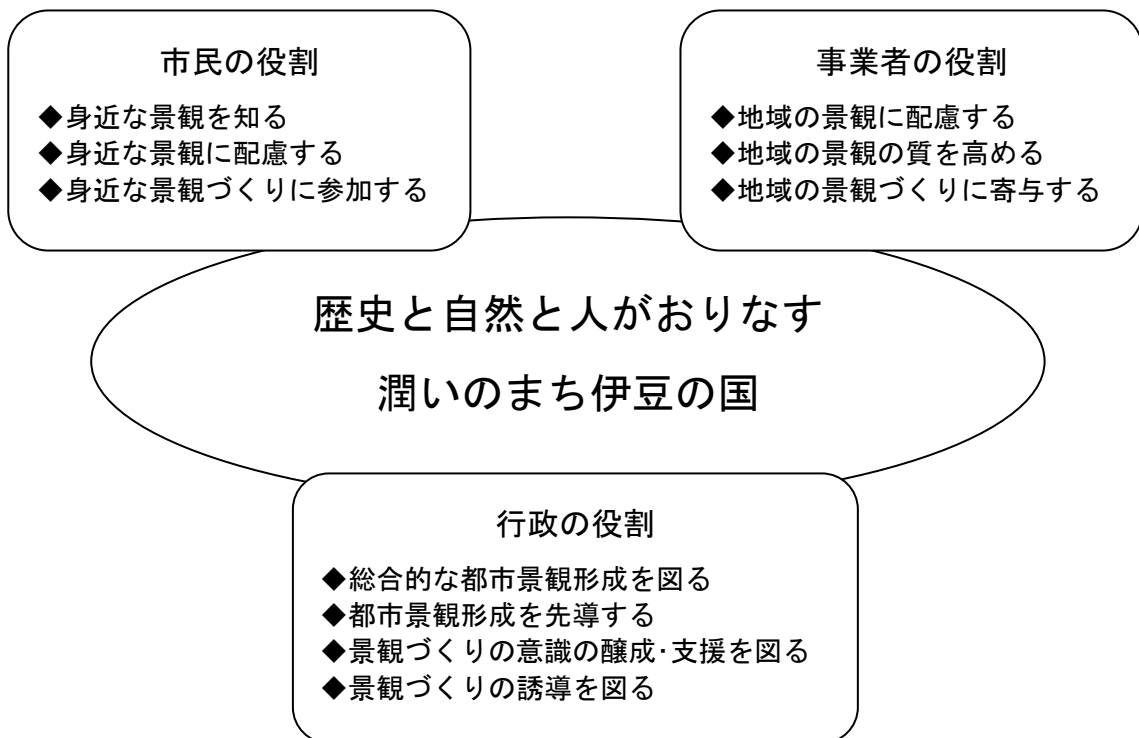 市民の役割
◆身近な景観を知る
◆身近な景観に配慮する
◆身近な景観づくりに参加する
事業者の役割
◆地域の景観に配慮する
◆地域の景観の質を高める
◆地域の景観づくりに寄与する
歴史と自然と人がおりなす
潤いのまち伊豆の国
行政の役割
◆総合的な都市景観形成を図る
◆都市景観形成を先導する
◆景観づくりの意識の醸成･支援を図る
◆景観づくりの誘導を図る